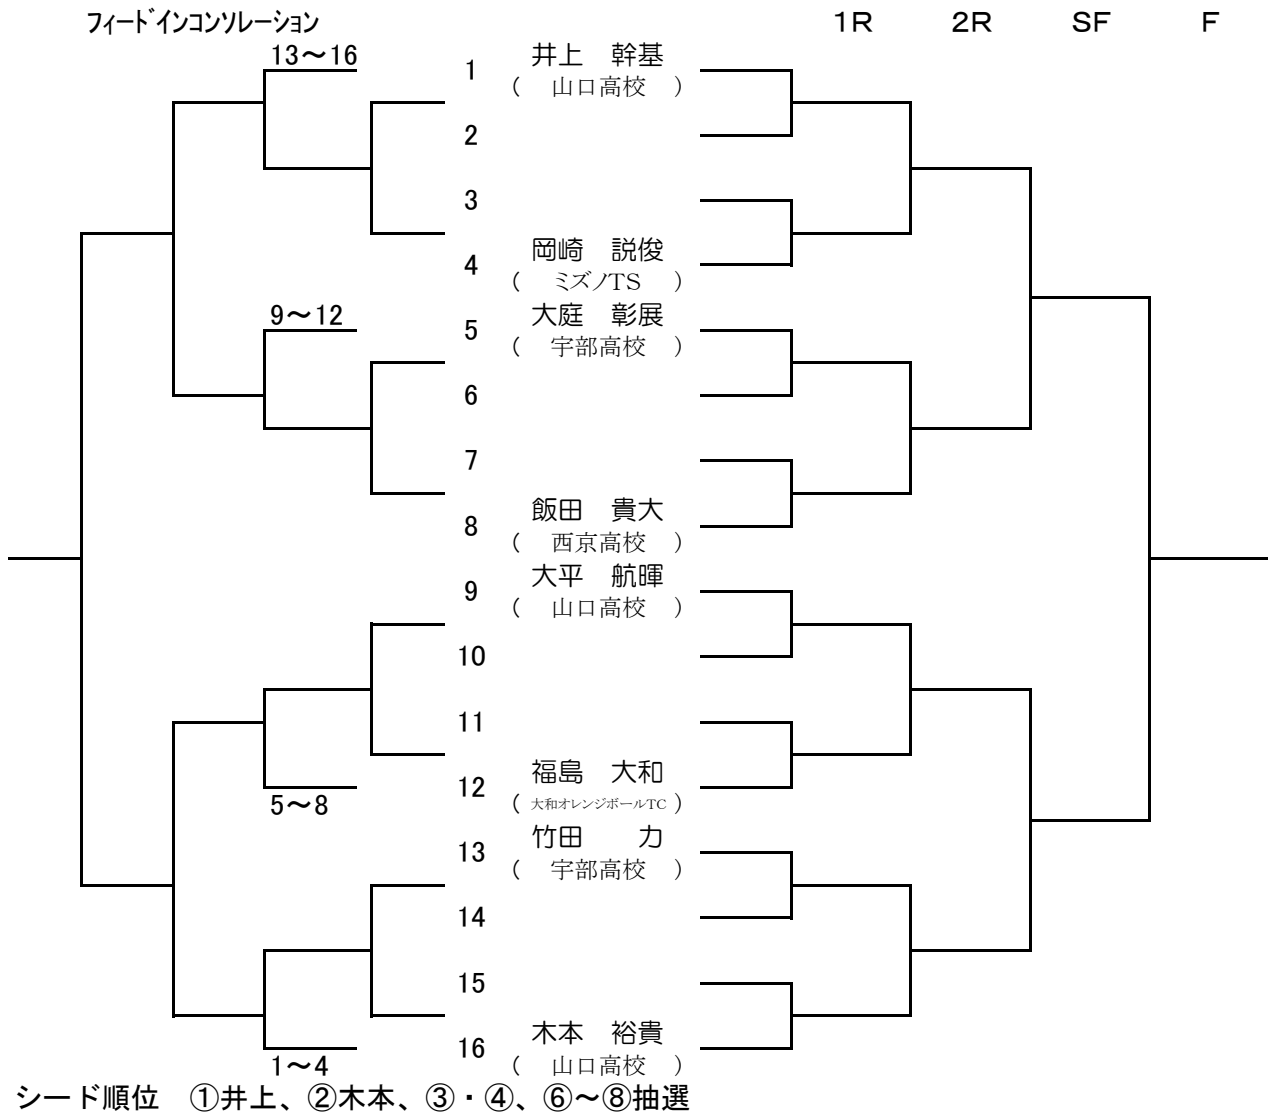 フィードインコンソレーション 1R 2R SF F
13～16
1 井上 幹基
( 山口高校 )
2
3
4 岡崎 説俊
( ミズノTS )
9～12
5 大庭 彰展
( 宇部高校 )
6
7
8 飯田 貴大
( 西京高校 )
9 大平 航暉
( 山口高校 )
10
11
12 福島 大和
( 大和オレンジボールTC )
5～8
13 竹田 力
( 宇部高校 )
14
15
16 木本 裕貴
( 山口高校 )
1～4
シード順位 ①井上、②木本、③・④、⑥～⑧抽選